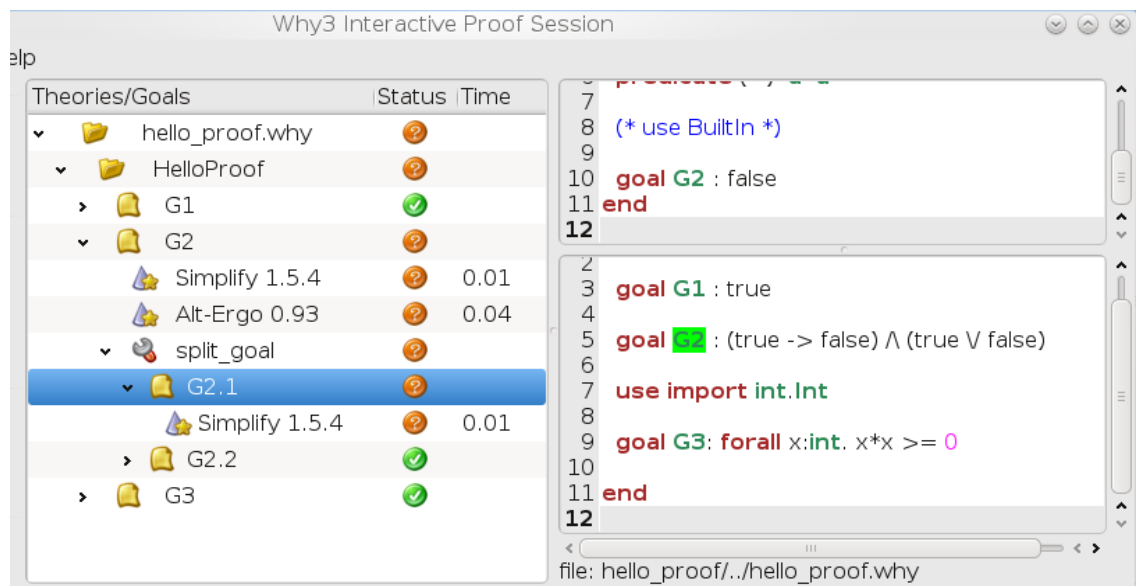 Why3 Interactive Proof Session
elp
Theories/Goals Status Time
hello_proof.why
HelloProof
G1
G2
Simplify 1.5.4 0.01
Alt-Ergo 0.93 0.04
split_goal
G2.1
Simplify 1.5.4 0.01
G2.2
G3
7
8 (* use BuiltIn *)
9
10 goal G2 : false
11 end
12
2
3 goal G1 : true
4
5 goal G2 : (true -> false) /\ (true \/ false)
6
7 use import int.Int
8
9 goal G3: forall x:int. x*x >= 0
10
11 end
12
file: hello_proof/../hello_proof.why